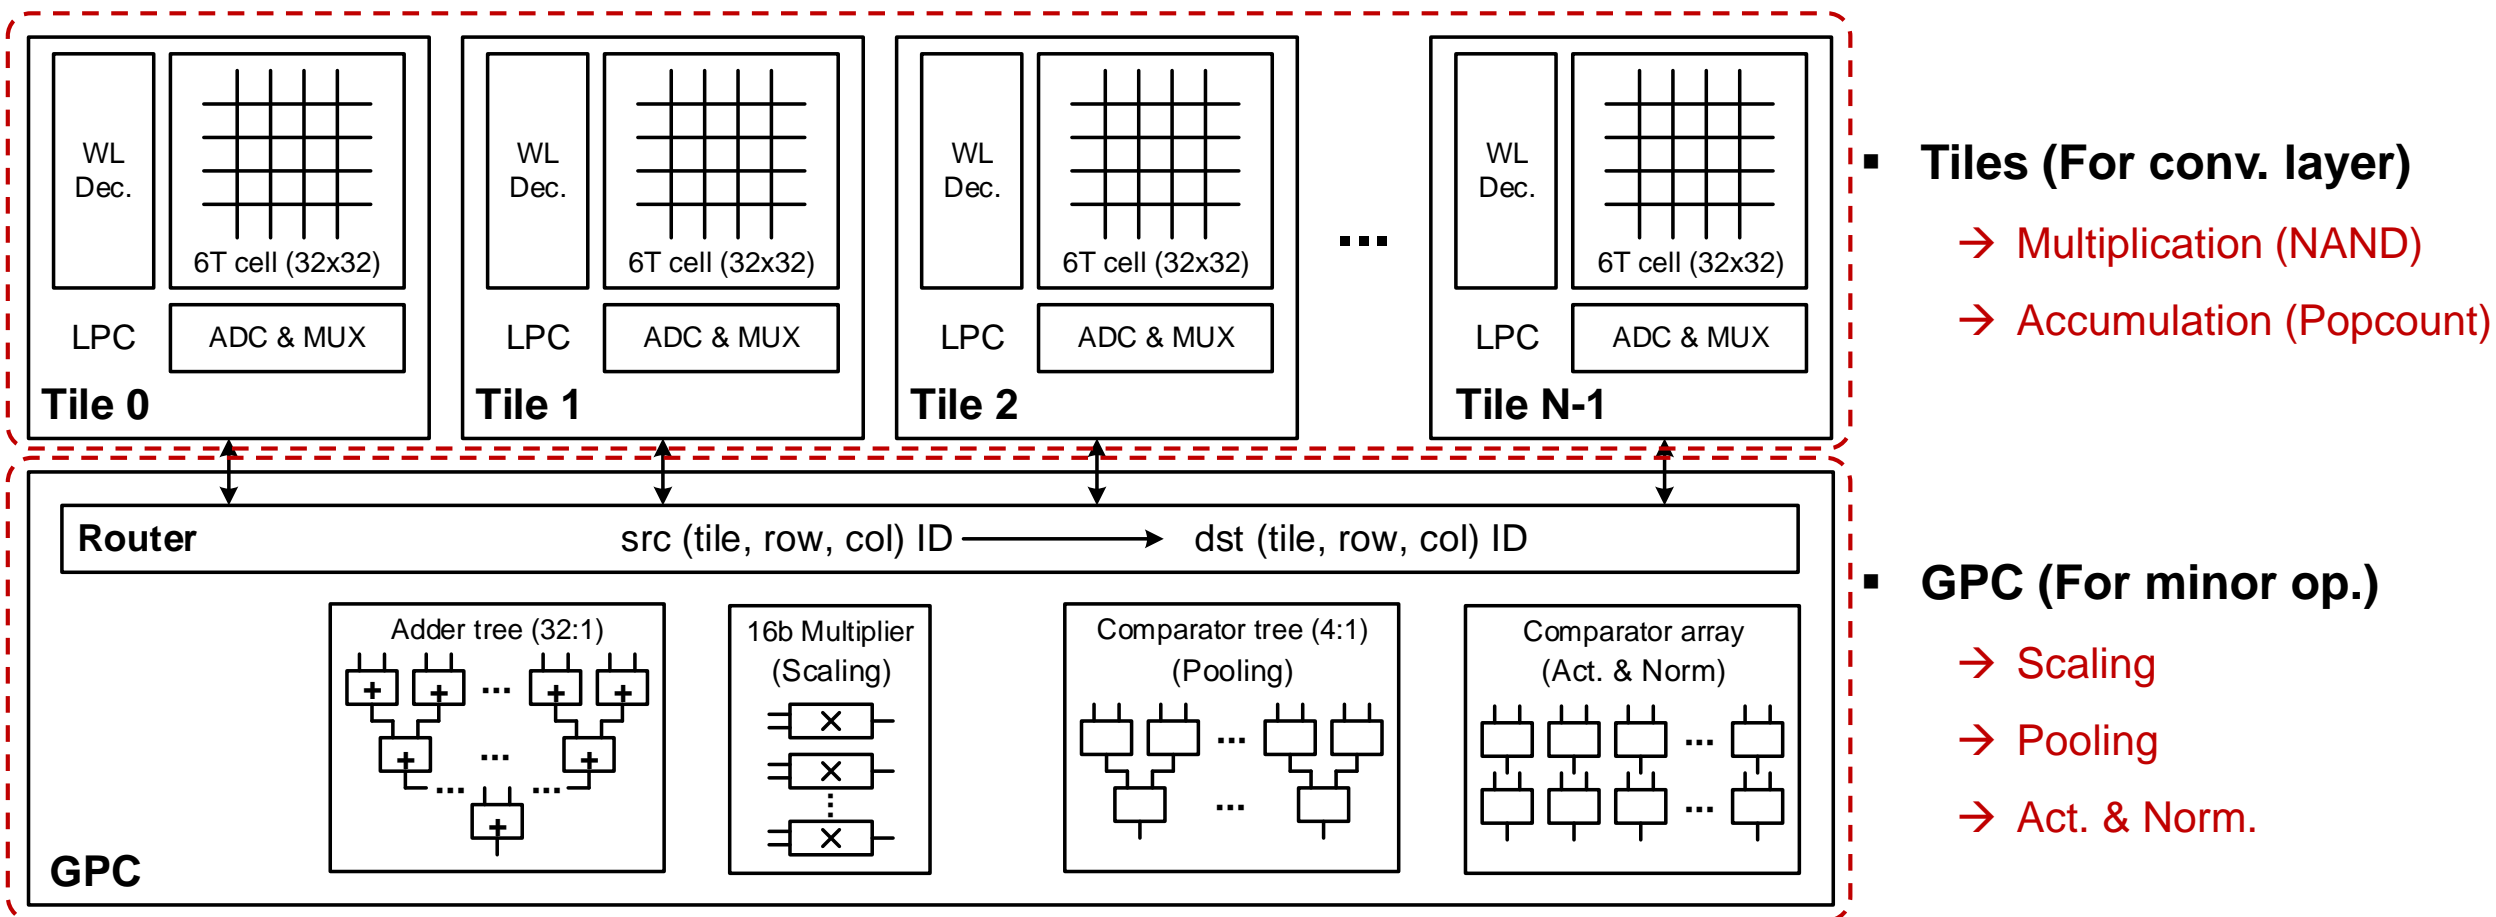 WL
Dec.
6T cell (32x32)
LPC
ADC & MUX
Tile 0
WL
Dec.
6T cell (32x32)
LPC
ADC & MUX
Tile 1
WL
Dec.
6T cell (32x32)
LPC
ADC & MUX
Tile 2
...
WL
Dec.
6T cell (32x32)
LPC
ADC & MUX
Tile N-1
▪ Tiles (For conv. layer)
→ Multiplication (NAND)
→ Accumulation (Popcount)
Router
src (tile, row, col) ID → dst (tile, row, col) ID
Adder tree (32:1)
+ + ... + +
+ ... +
... ...
+
16b Multiplier
(Scaling)
×
×
⋮
×
Comparator tree (4:1)
(Pooling)
...
...
Comparator array
(Act. & Norm)
...
...
GPC
▪ GPC (For minor op.)
→ Scaling
→ Pooling
→ Act. & Norm.